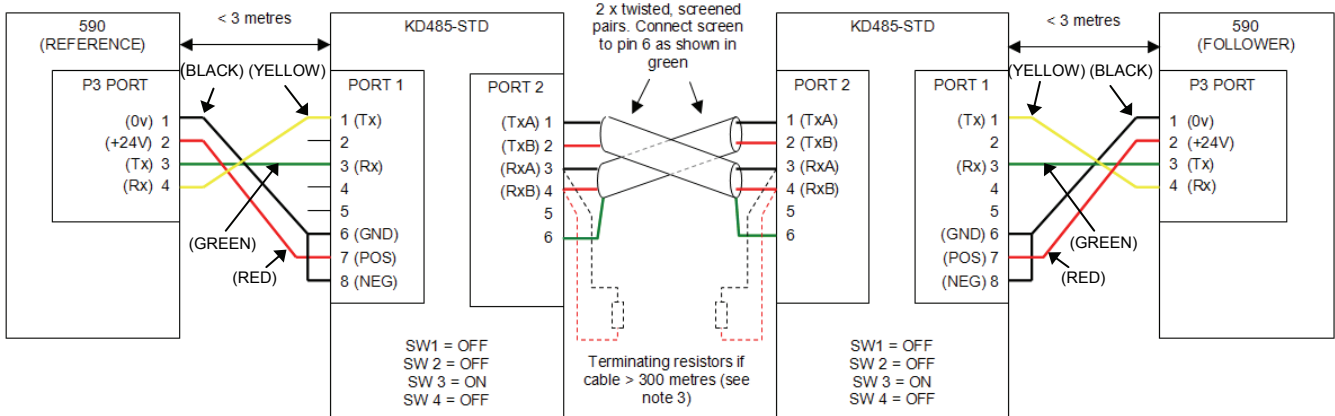 590
(REFERENCE)
< 3 metres
KD485-STD
2 x twisted, screened
pairs. Connect screen
to pin 6 as shown in
green
KD485-STD
< 3 metres
590
(FOLLOWER)
P3 PORT
(BLACK) (YELLOW)
PORT 1
PORT 2
PORT 2
PORT 1
(YELLOW) (BLACK)
P3 PORT
(0v) 1
(+24V) 2
(Tx) 3
(Rx) 4
1 (Tx)
2
3 (Rx)
4
5
6 (GND)
7 (POS)
8 (NEG)
(GREEN)
(RED)
(TxA) 1
(TxB) 2
(RxA) 3
(RxB) 4
5
6
1 (TxA)
2 (TxB)
3 (RxA)
4 (RxB)
5
6
(Tx) 1
2
(Rx) 3
4
5
(GND) 6
(POS) 7
(NEG) 8
1 (0v)
2 (+24V)
3 (Tx)
4 (Rx)
(GREEN)
(RED)
SW1 = OFF
SW 2 = OFF
SW 3 = ON
SW 4 = OFF
Terminating resistors if
cable > 300 metres (see
note 3)
SW1 = OFF
SW 2 = OFF
SW 3 = ON
SW 4 = OFF